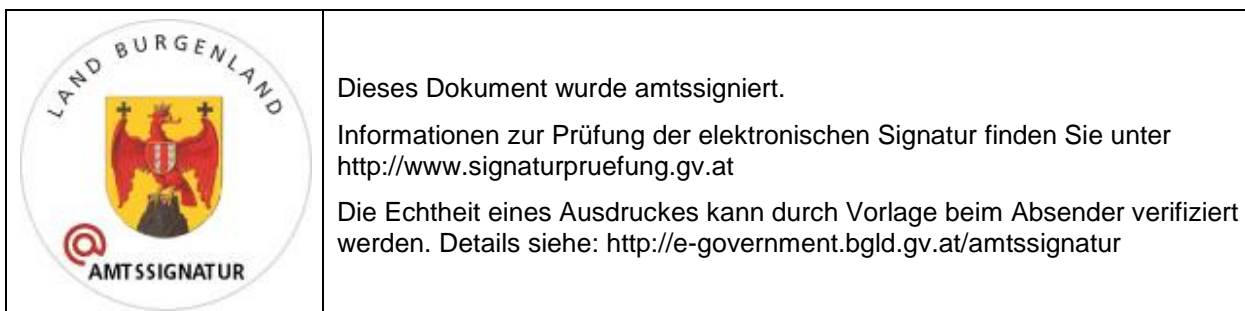 LAND BURGENLAND
@
AMTSSIGNATUR
Dieses Dokument wurde amtssigniert.
Informationen zur Prüfung der elektronischen Signatur finden Sie unter
http://www.signaturpruefung.gv.at
Die Echtheit eines Ausdruckes kann durch Vorlage beim Absender verifiziert
werden. Details siehe: http://e-government.bgld.gv.at/amtssignatur